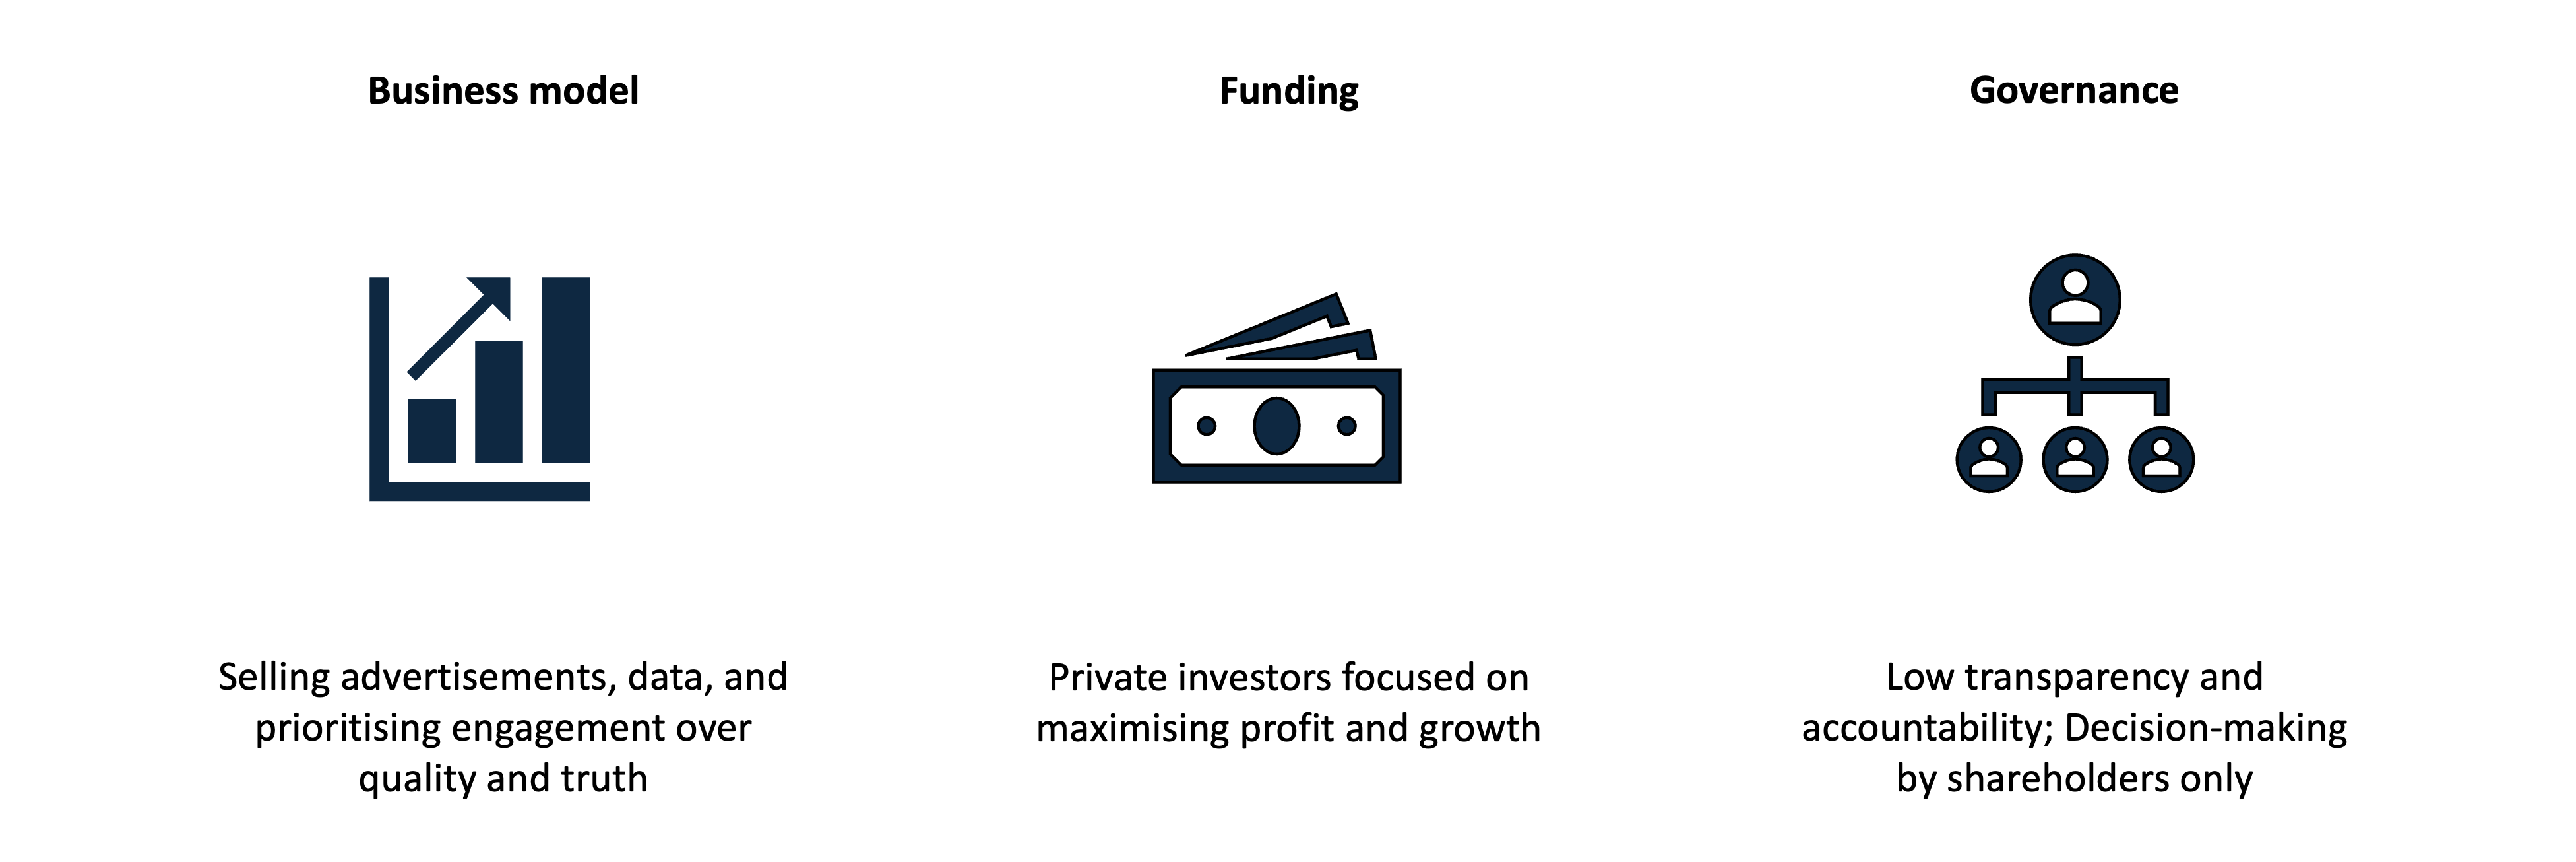 Business model
Funding
Governance
Selling advertisements, data, and
prioritising engagement over
quality and truth
Private investors focused on
maximising profit and growth
Low transparency and
accountability; Decision-making
by shareholders only